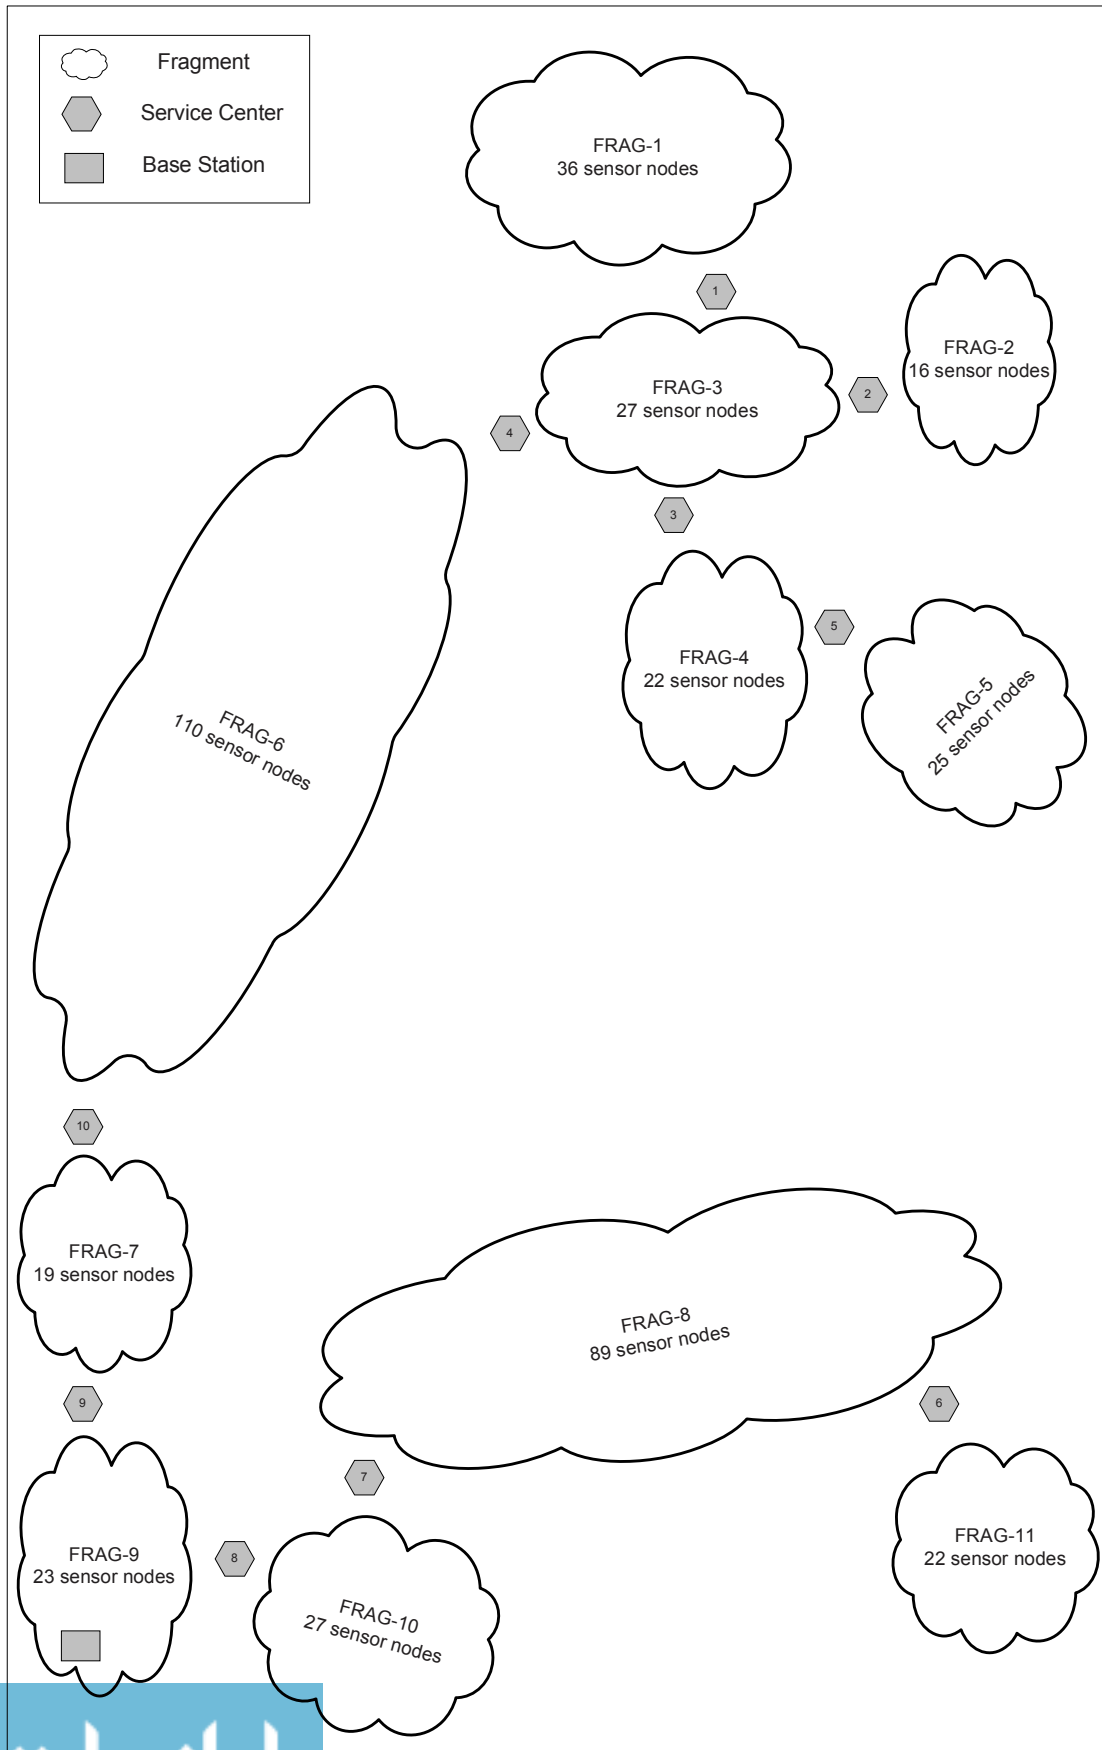 Fragment
Service Center
Base Station
FRAG-1
36 sensor nodes
1
FRAG-2
16 sensor nodes
FRAG-3
27 sensor nodes
2
4
3
FRAG-4
22 sensor nodes
5
FRAG-5
25 sensor nodes
FRAG-6
110 sensor nodes
10
FRAG-7
19 sensor nodes
FRAG-8
89 sensor nodes
9
6
7
FRAG-9
23 sensor nodes
8
FRAG-10
27 sensor nodes
FRAG-11
22 sensor nodes